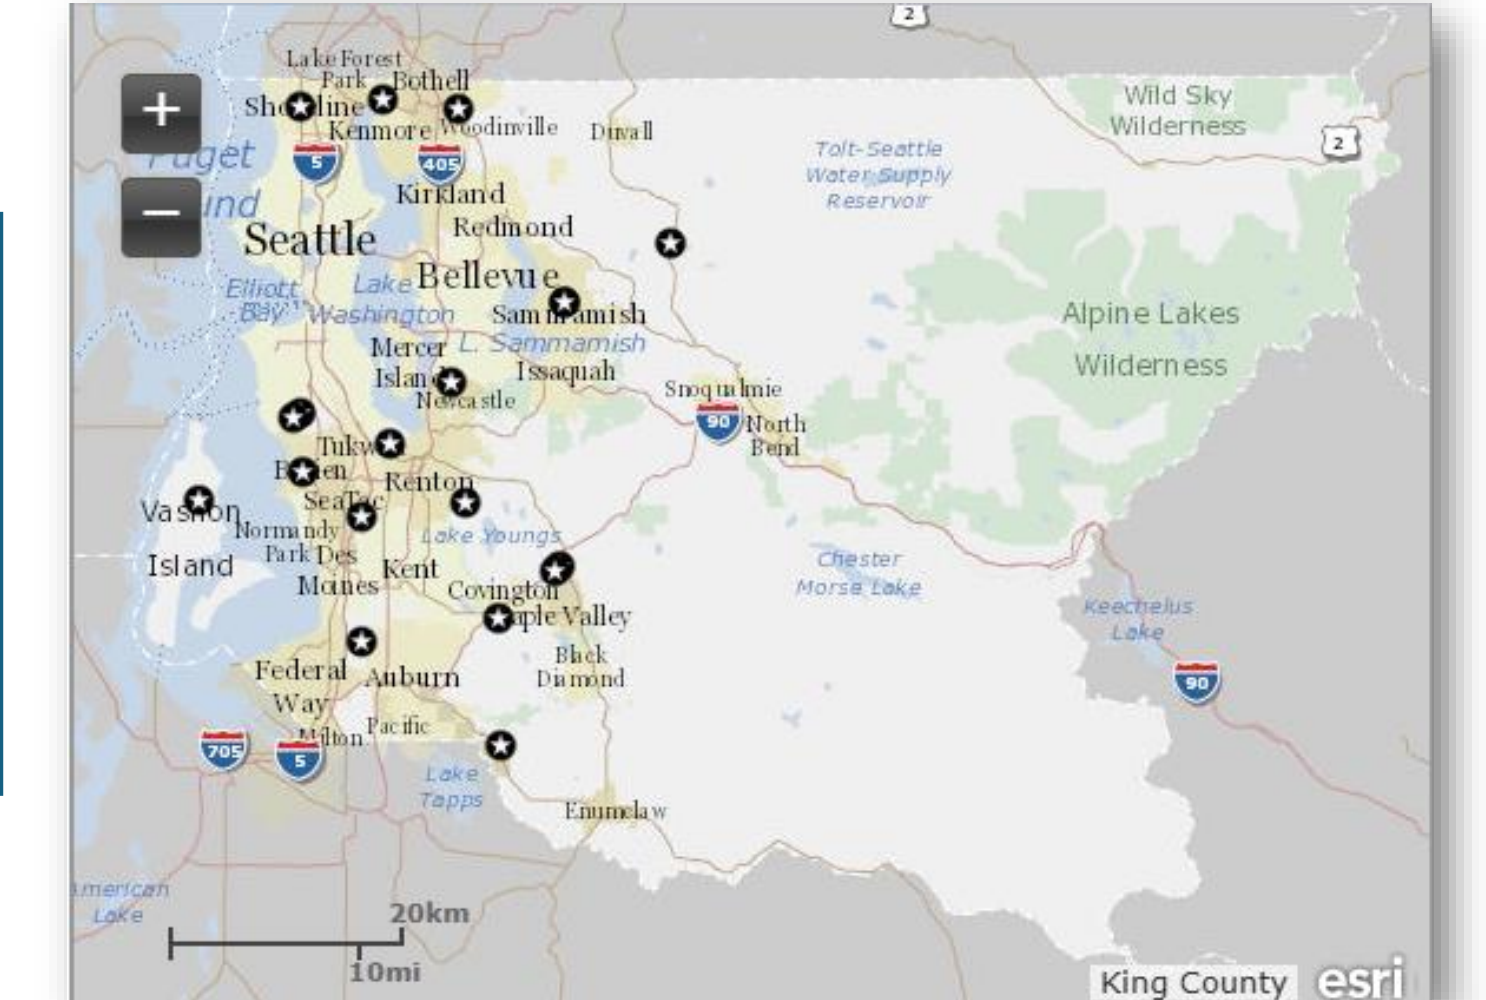 2
Lake Forest
Park
Bothell
Shoreline
Kenmore
Woodinville
Duvall
Wild Sky
Wilderness
2
+
−
Puget
und
5
405
Tolt-Seattle
Water Supply
Reservoir
Kirkland
Redmond
Seattle
Bellevue
Elliott
Bay
Lake
Washington
Sammamish
L. Sammamish
Mercer
Island
Newcastle
Issaquah
Alpine Lakes
Wilderness
Snoqualmie
90
North
Bend
Tukw
B en
Renton
SeaTac
Vashon
Island
Normandy
Park
Des
Moines
Kent
Lake Youngs
Covington
aple Valley
Chester
Morse Lake
Keechelus
Lake
90
Black
Diamond
Federal
Way
Auburn
Milton
Pacific
705
5
Lake
Tapps
Enumclaw
American
Lake
20km
10mi
King County
esri